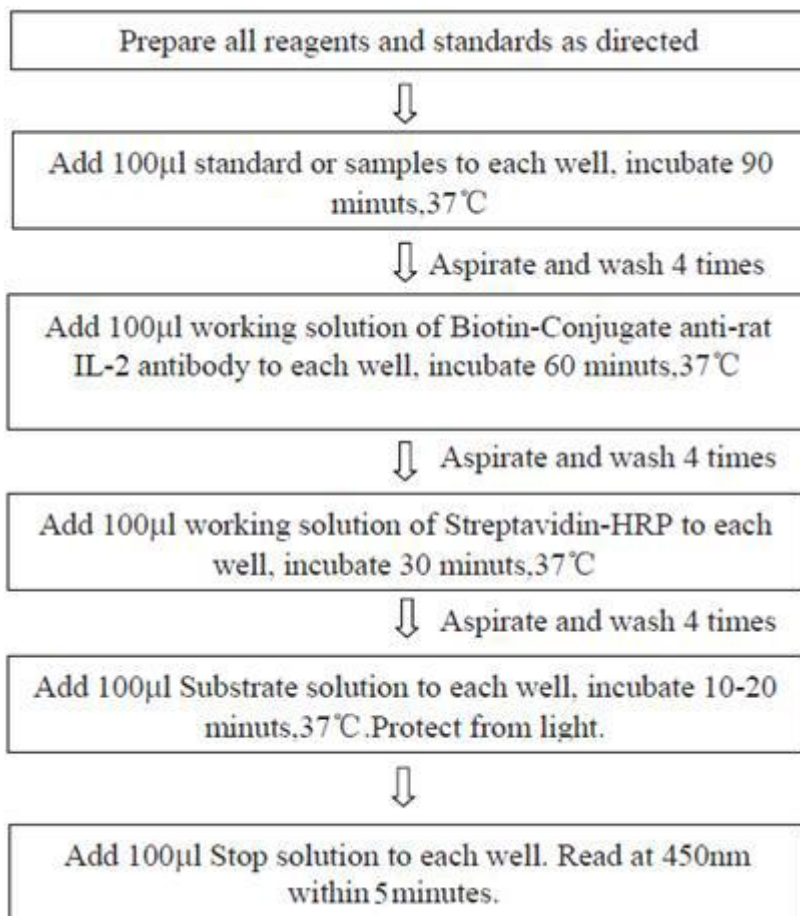 Prepare all reagents and standards as directed
Add 100μl standard or samples to each well, incubate 90
minuts,37℃
Aspirate and wash 4 times
Add 100μl working solution of Biotin-Conjugate anti-rat
IL-2 antibody to each well, incubate 60 minuts,37℃
Aspirate and wash 4 times
Add 100μl working solution of Streptavidin-HRP to each
well, incubate 30 minuts,37℃
Aspirate and wash 4 times
Add 100μl Substrate solution to each well, incubate 10-20
minuts,37℃.Protect from light.
Add 100μl Stop solution to each well. Read at 450nm
within 5 minutes.